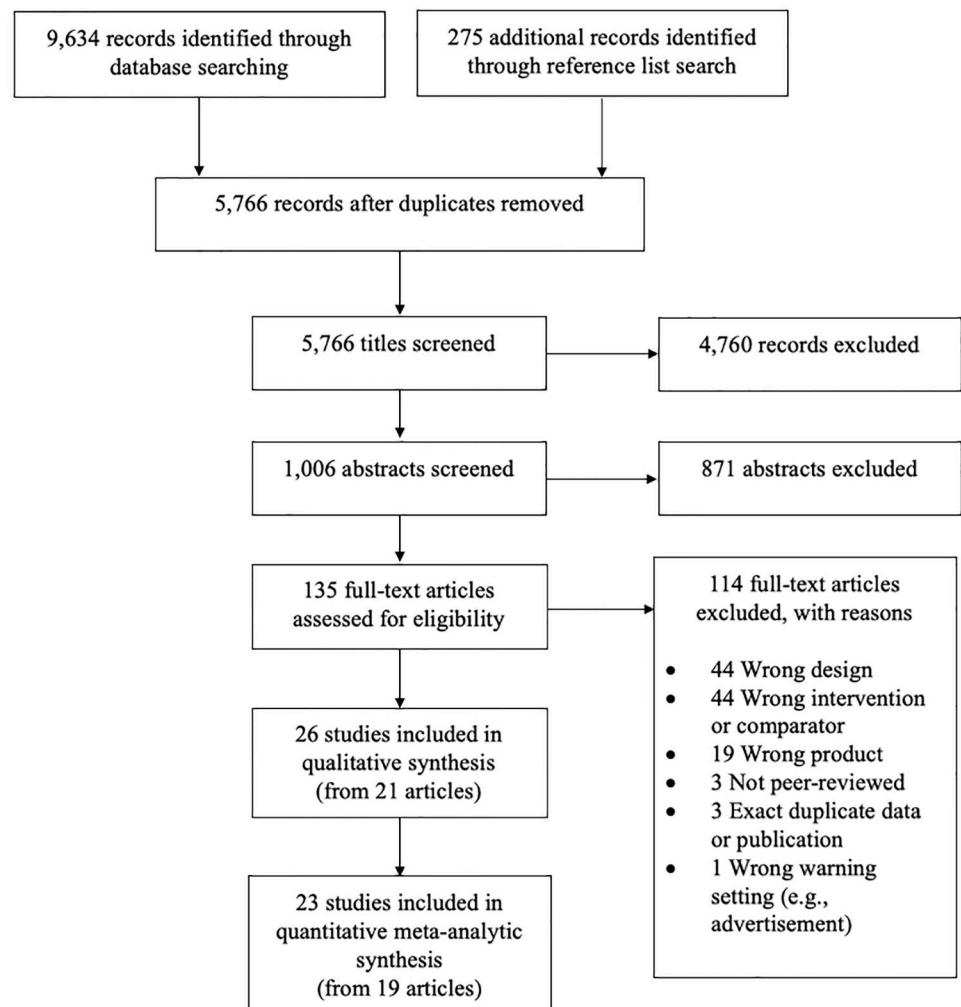 9,634 records identified through
database searching
275 additional records identified
through reference list search
5,766 records after duplicates removed
5,766 titles screened
4,760 records excluded
1,006 abstracts screened
871 abstracts excluded
135 full-text articles
assessed for eligibility
114 full-text articles
excluded, with reasons
• 44 Wrong design
• 44 Wrong intervention
or comparator
• 19 Wrong product
• 3 Not peer-reviewed
• 3 Exact duplicate data
or publication
• 1 Wrong warning
setting (e.g.,
advertisement)
26 studies included in
qualitative synthesis
(from 21 articles)
23 studies included in
quantitative meta-analytic
synthesis
(from 19 articles)